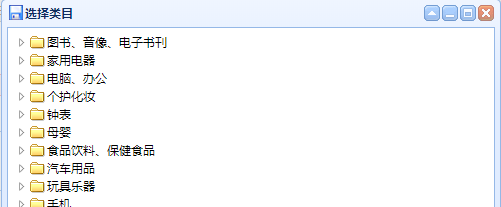 选择类目
图书、音像、电子书刊
家用电器
电脑、办公
个护化妆
钟表
母婴
食品饮料、保健食品
汽车用品
玩具乐器
手机